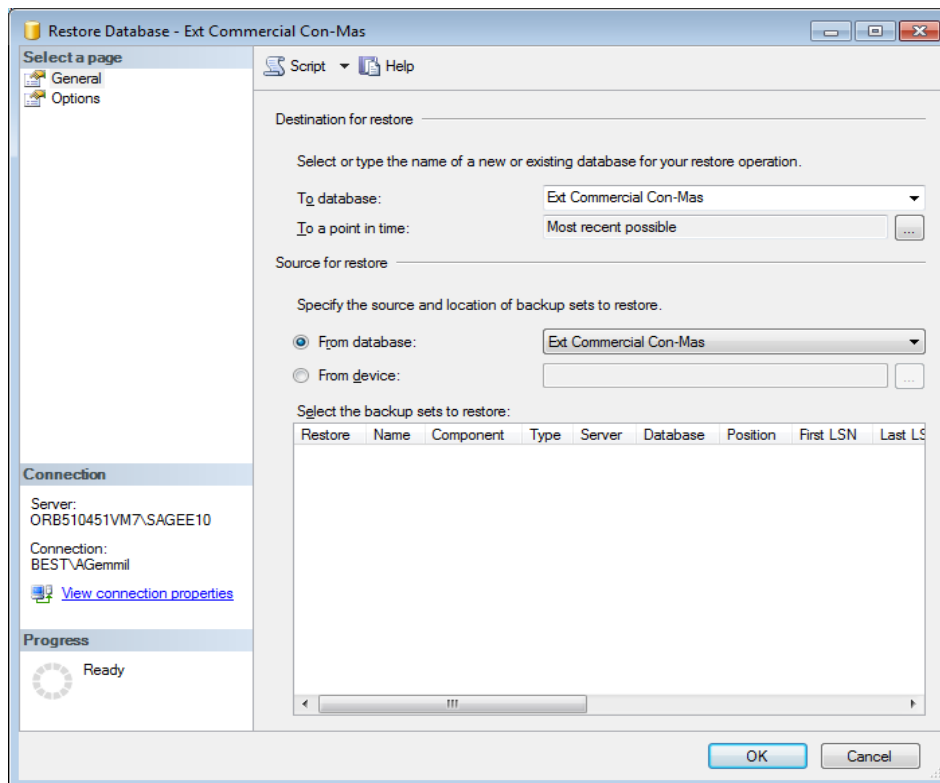 Restore Database - Ext Commercial Con-Mas
Select a page
General
Options
Script
Help
Destination for restore
Select or type the name of a new or existing database for your restore operation.
To database:
Ext Commercial Con-Mas
To a point in time:
Most recent possible
...
Source for restore
Specify the source and location of backup sets to restore.
From database:
Ext Commercial Con-Mas
From device:
...
Select the backup sets to restore:
Restore Name Component Type Server Database Position First LSN Last LS
Connection
Server:
ORB510451VM7\SAGEE10
Connection:
BEST\AGemmil
View connection properties
Progress
Ready
OK
Cancel